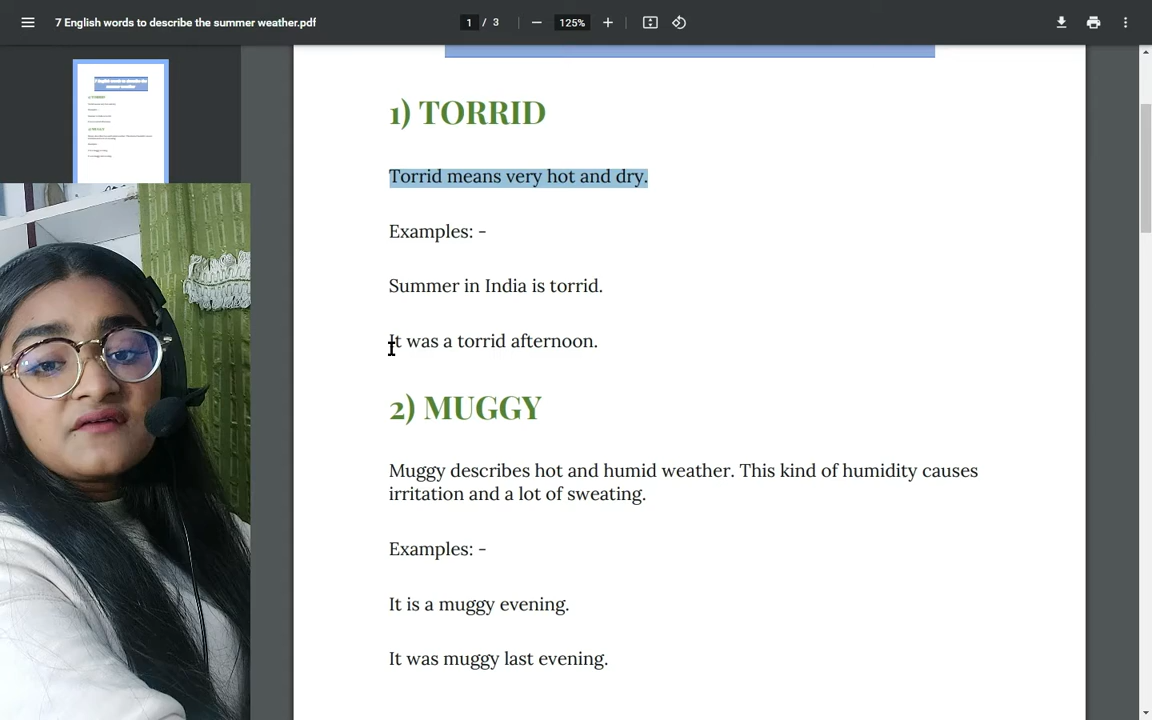 7 English words to describe the summer weather.pdf
1 / 3
125%
1) TORRID
Torrid means very hot and dry.
Examples: -
Summer in India is torrid.
It was a torrid afternoon.
2) MUGGY
Muggy describes hot and humid weather. This kind of humidity causes
irritation and a lot of sweating.
Examples: -
It is a muggy evening.
It was muggy last evening.